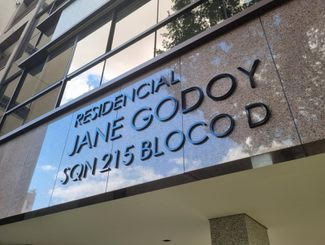 RESIDENCIAL
JANE GODOY
SQN 215 BLOCO D